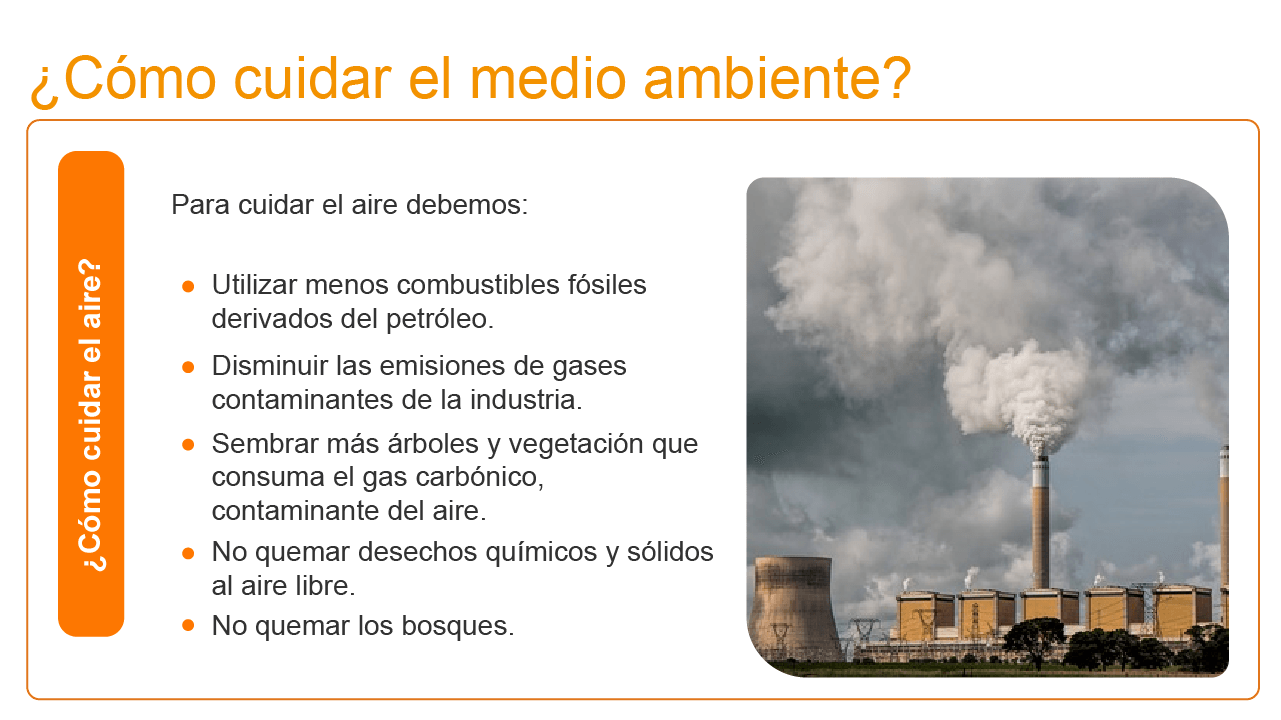 ¿Cómo cuidar el medio ambiente?
¿Cómo cuidar el aire?
Para cuidar el aire debemos:
● Utilizar menos combustibles fósiles
derivados del petróleo.
● Disminuir las emisiones de gases
contaminantes de la industria.
● Sembrar más árboles y vegetación que
consuma el gas carbónico,
contaminante del aire.
● No quemar desechos químicos y sólidos
al aire libre.
● No quemar los bosques.